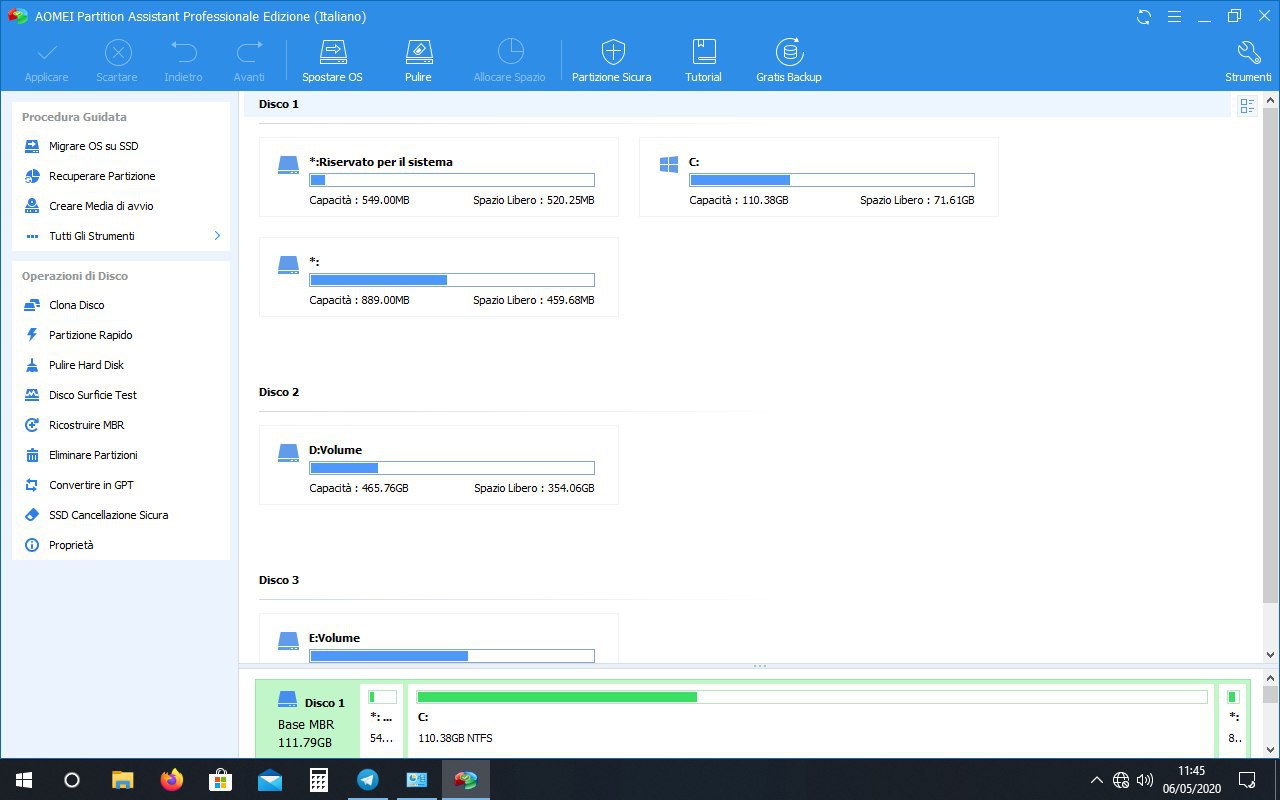 AOMEI Partition Assistant Professionale Edizione (Italiano)
Applicare
Scartare
Indietro
Avanti
Spostare OS
Pulire
Allocare Spazio
Partizione Sicura
Tutorial
Gratis Backup
Strumenti
Procedura Guidata
Migrare OS su SSD
Recuperare Partizione
Creare Media di avvio
Tutti Gli Strumenti
Operazioni di Disco
Clona Disco
Partizione Rapido
Pulire Hard Disk
Disco Surficie Test
Ricostruire MBR
Eliminare Partizioni
Convertire in GPT
SSD Cancellazione Sicura
Proprietà
Disco 1
*:Riservato per il sistema
Capacità : 549.00MB Spazio Libero : 520.25MB
C:
Capacità : 110.38GB Spazio Libero : 71.61GB
*:
Capacità : 889.00MB Spazio Libero : 459.68MB
Disco 2
D:Volume
Capacità : 465.76GB Spazio Libero : 354.06GB
Disco 3
E:Volume
Disco 1
Base MBR
111.79GB
*: ...
54...
C:
110.38GB NTFS
*:
8..
11:45
06/05/2020